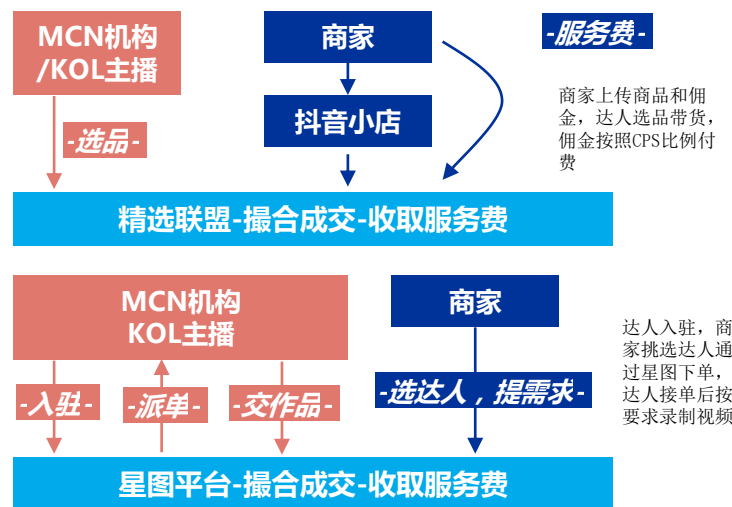 MCN机构
/KOL主播
商家
-服务费-
抖音小店
-选品-
商家上传商品和佣
金，达人选品带货，
佣金按照CPS比例付
费
精选联盟-撮合成交-收取服务费
MCN机构
KOL主播
商家
达人入驻，商
家挑选达人通
过星图下单，
达人接单后按
要求录制视频
-入驻-
-派单-
-交作品-
-选达人，提需求-
星图平台-撮合成交-收取服务费